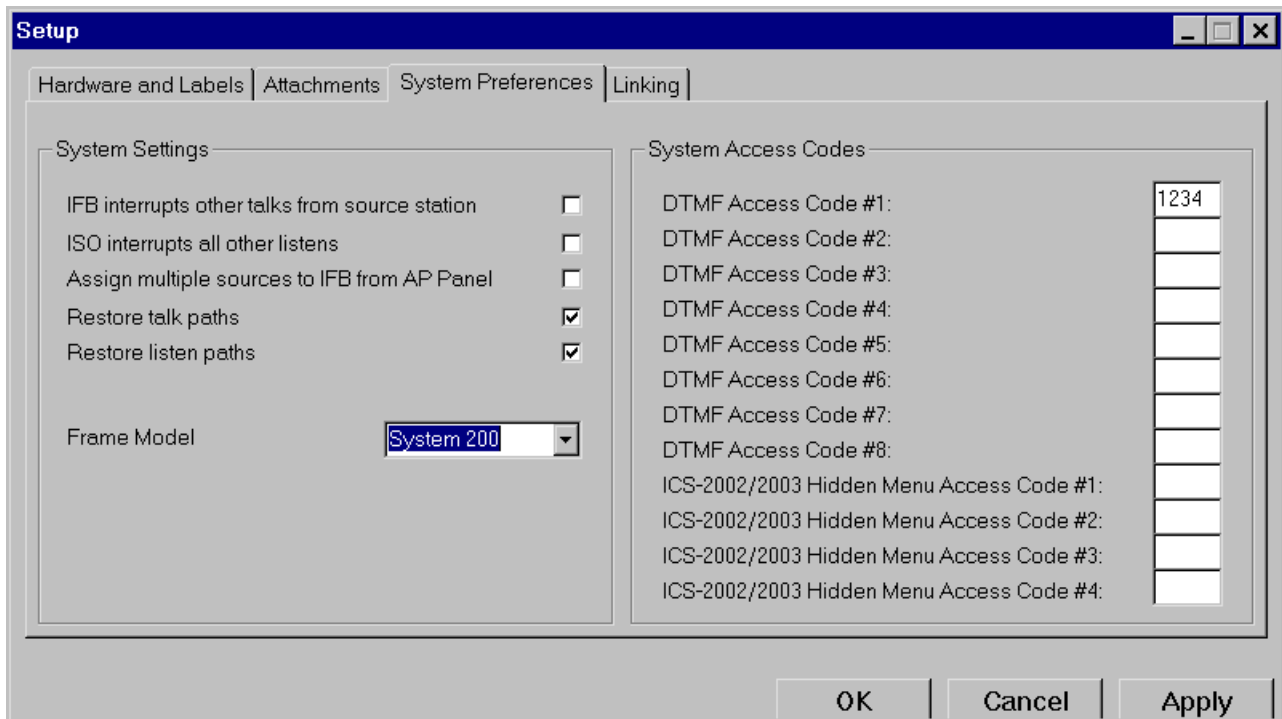 Setup
Hardware and Labels
Attachments
System Preferences
Linking
System Settings
IFB interrupts other talks from source station
ISO interrupts all other listens
Assign multiple sources to IFB from AP Panel
Restore talk paths
Restore listen paths
Frame Model
System 200
System Access Codes
DTMF Access Code #1: 1234
DTMF Access Code #2:
DTMF Access Code #3:
DTMF Access Code #4:
DTMF Access Code #5:
DTMF Access Code #6:
DTMF Access Code #7:
DTMF Access Code #8:
ICS-2002/2003 Hidden Menu Access Code #1:
ICS-2002/2003 Hidden Menu Access Code #2:
ICS-2002/2003 Hidden Menu Access Code #3:
ICS-2002/2003 Hidden Menu Access Code #4:
OK
Cancel
Apply